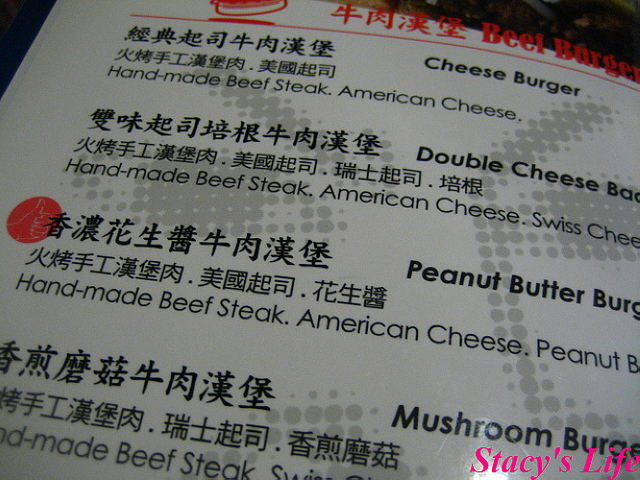 牛肉漢堡 Beef Burger
經典起司牛肉漢堡 Cheese Burger
火烤手工漢堡肉．美國起司
Hand-made Beef Steak. American Cheese.
雙味起司培根牛肉漢堡 Double Cheese Bac
火烤手工漢堡肉．美國起司．瑞士起司．培根
Hand-made Beef Steak. American Cheese. Swiss Chee
香濃花生醬牛肉漢堡 Peanut Butter Burg
火烤手工漢堡肉．美國起司．花生醬
Hand-made Beef Steak. American Cheese. Peanut B
香煎磨菇牛肉漢堡 Mushroom Burge
烤手工漢堡肉．瑞士起司．香煎磨菇
nd-made Beef Steak. Swiss
Stacy's Life